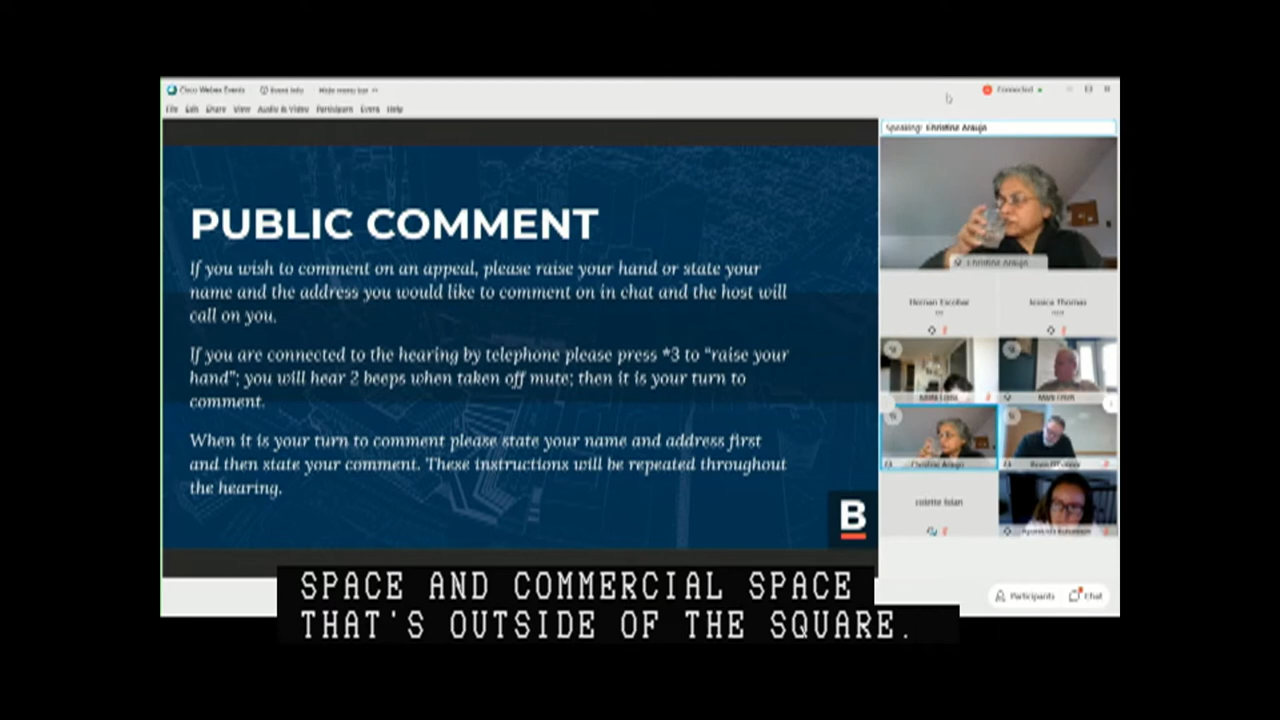 Cisco Webex Events Event Info Hide menu bar Connected
File Edit Share View Audio & Video Participant Event Help
Speaking: Christine Araujo
PUBLIC COMMENT
If you wish to comment on an appeal, please raise your hand or state your
name and the address you would like to comment on in chat and the host will
call on you.
If you are connected to the hearing by telephone please press *3 to “raise your
hand”; you will hear 2 beeps when taken off mute; then it is your turn to
comment.
When it is your turn to comment please state your name and address first
and then state your comment. These instructions will be repeated throughout
the hearing.
B
Christine Araujo
Hernan Escobar
Jessica Thomas
Christine Araujo
Participants Chat
SPACE AND COMMERCIAL SPACE
THAT'S OUTSIDE OF THE SQUARE.